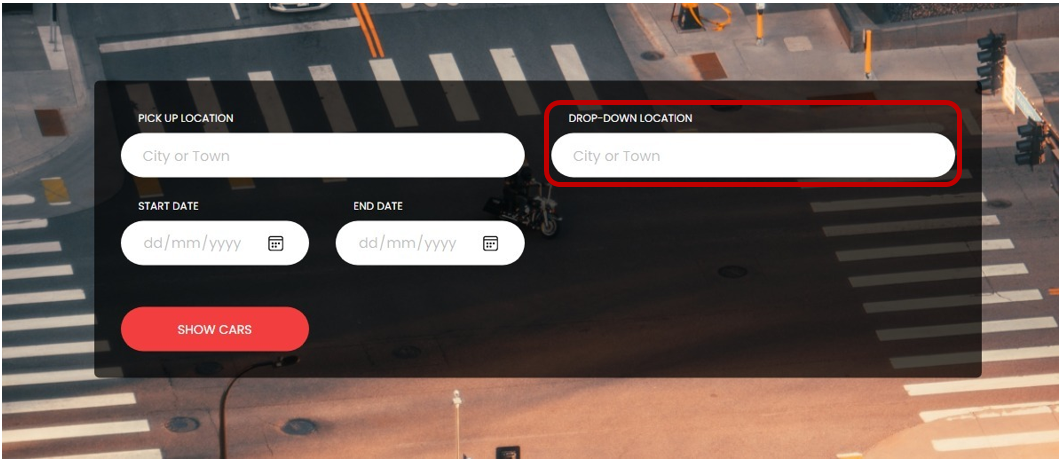 PICK UP LOCATION
City or Town
DROP-DOWN LOCATION
City or Town
START DATE
dd/mm/yyyy
END DATE
dd/mm/yyyy
SHOW CARS